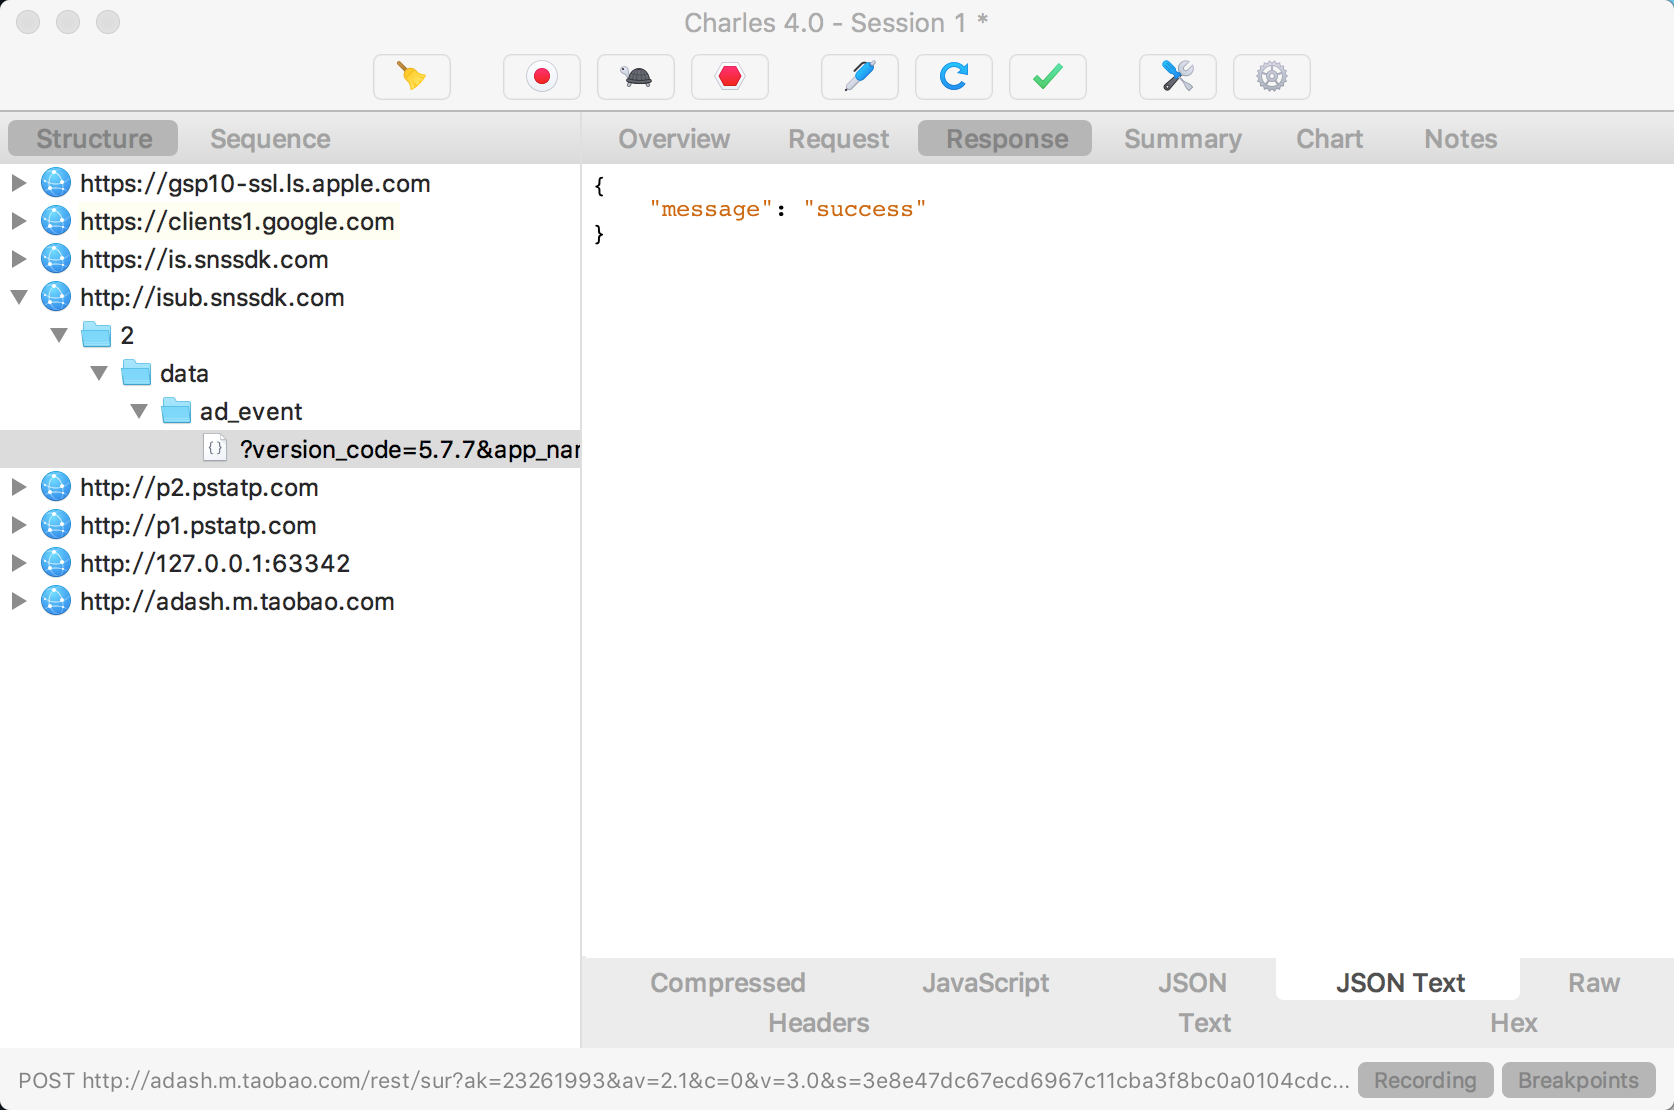 Charles 4.0 - Session 1 *
Structure Sequence
Overview Request Response Summary Chart Notes
https://gsp10-ssl.ls.apple.com
https://clients1.google.com
https://is.snssdk.com
http://isub.snssdk.com
2
data
ad_event
?version_code=5.7.7&app_nar
http://p2.pstatp.com
http://p1.pstatp.com
http://127.0.0.1:63342
http://adash.m.taobao.com
{
"message": "success"
}
Compressed JavaScript JSON JSON Text Raw
Headers Text Hex
POST http://adash.m.taobao.com/rest/sur?ak=23261993&av=2.1&c=0&v=3.0&s=3e8e47dc67ecd6967c11cba3f8bc0a0104cdc... Recording Breakpoints